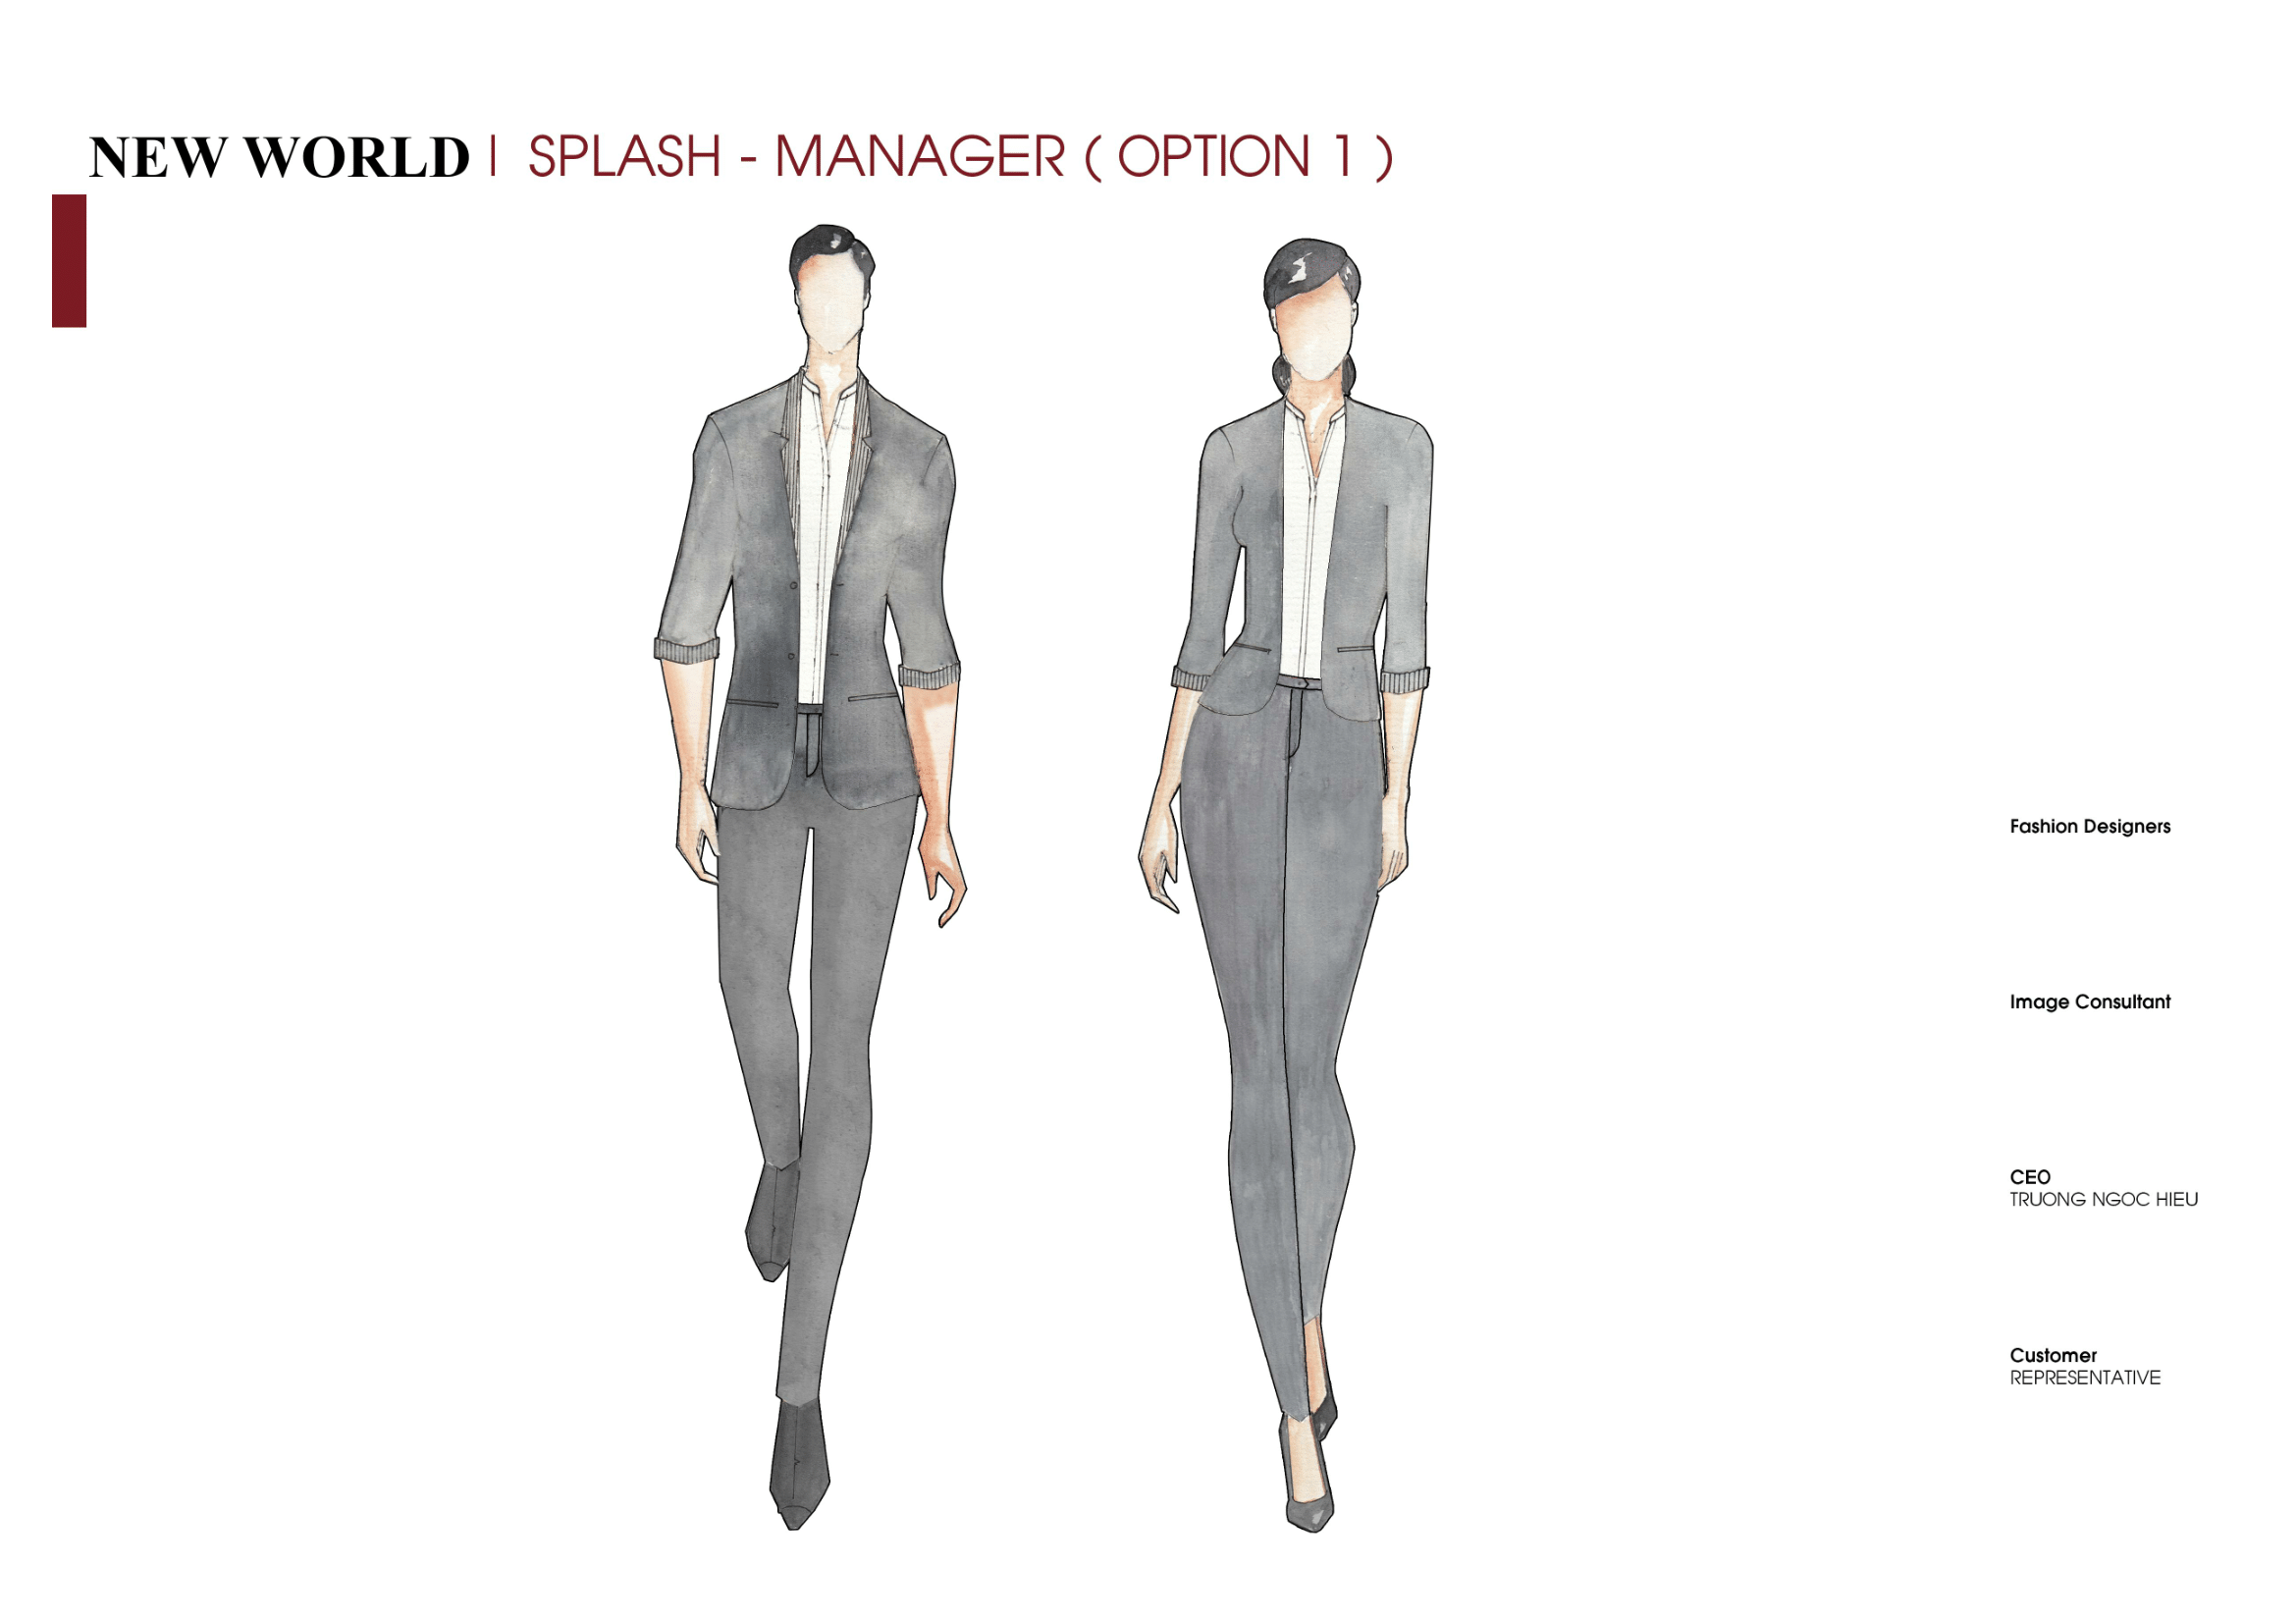 NEW WORLD | SPLASH - MANAGER ( OPTION 1 )
Fashion Designers
Image Consultant
CEO
TRUONG NGOC HIEU
Customer
REPRESENTATIVE